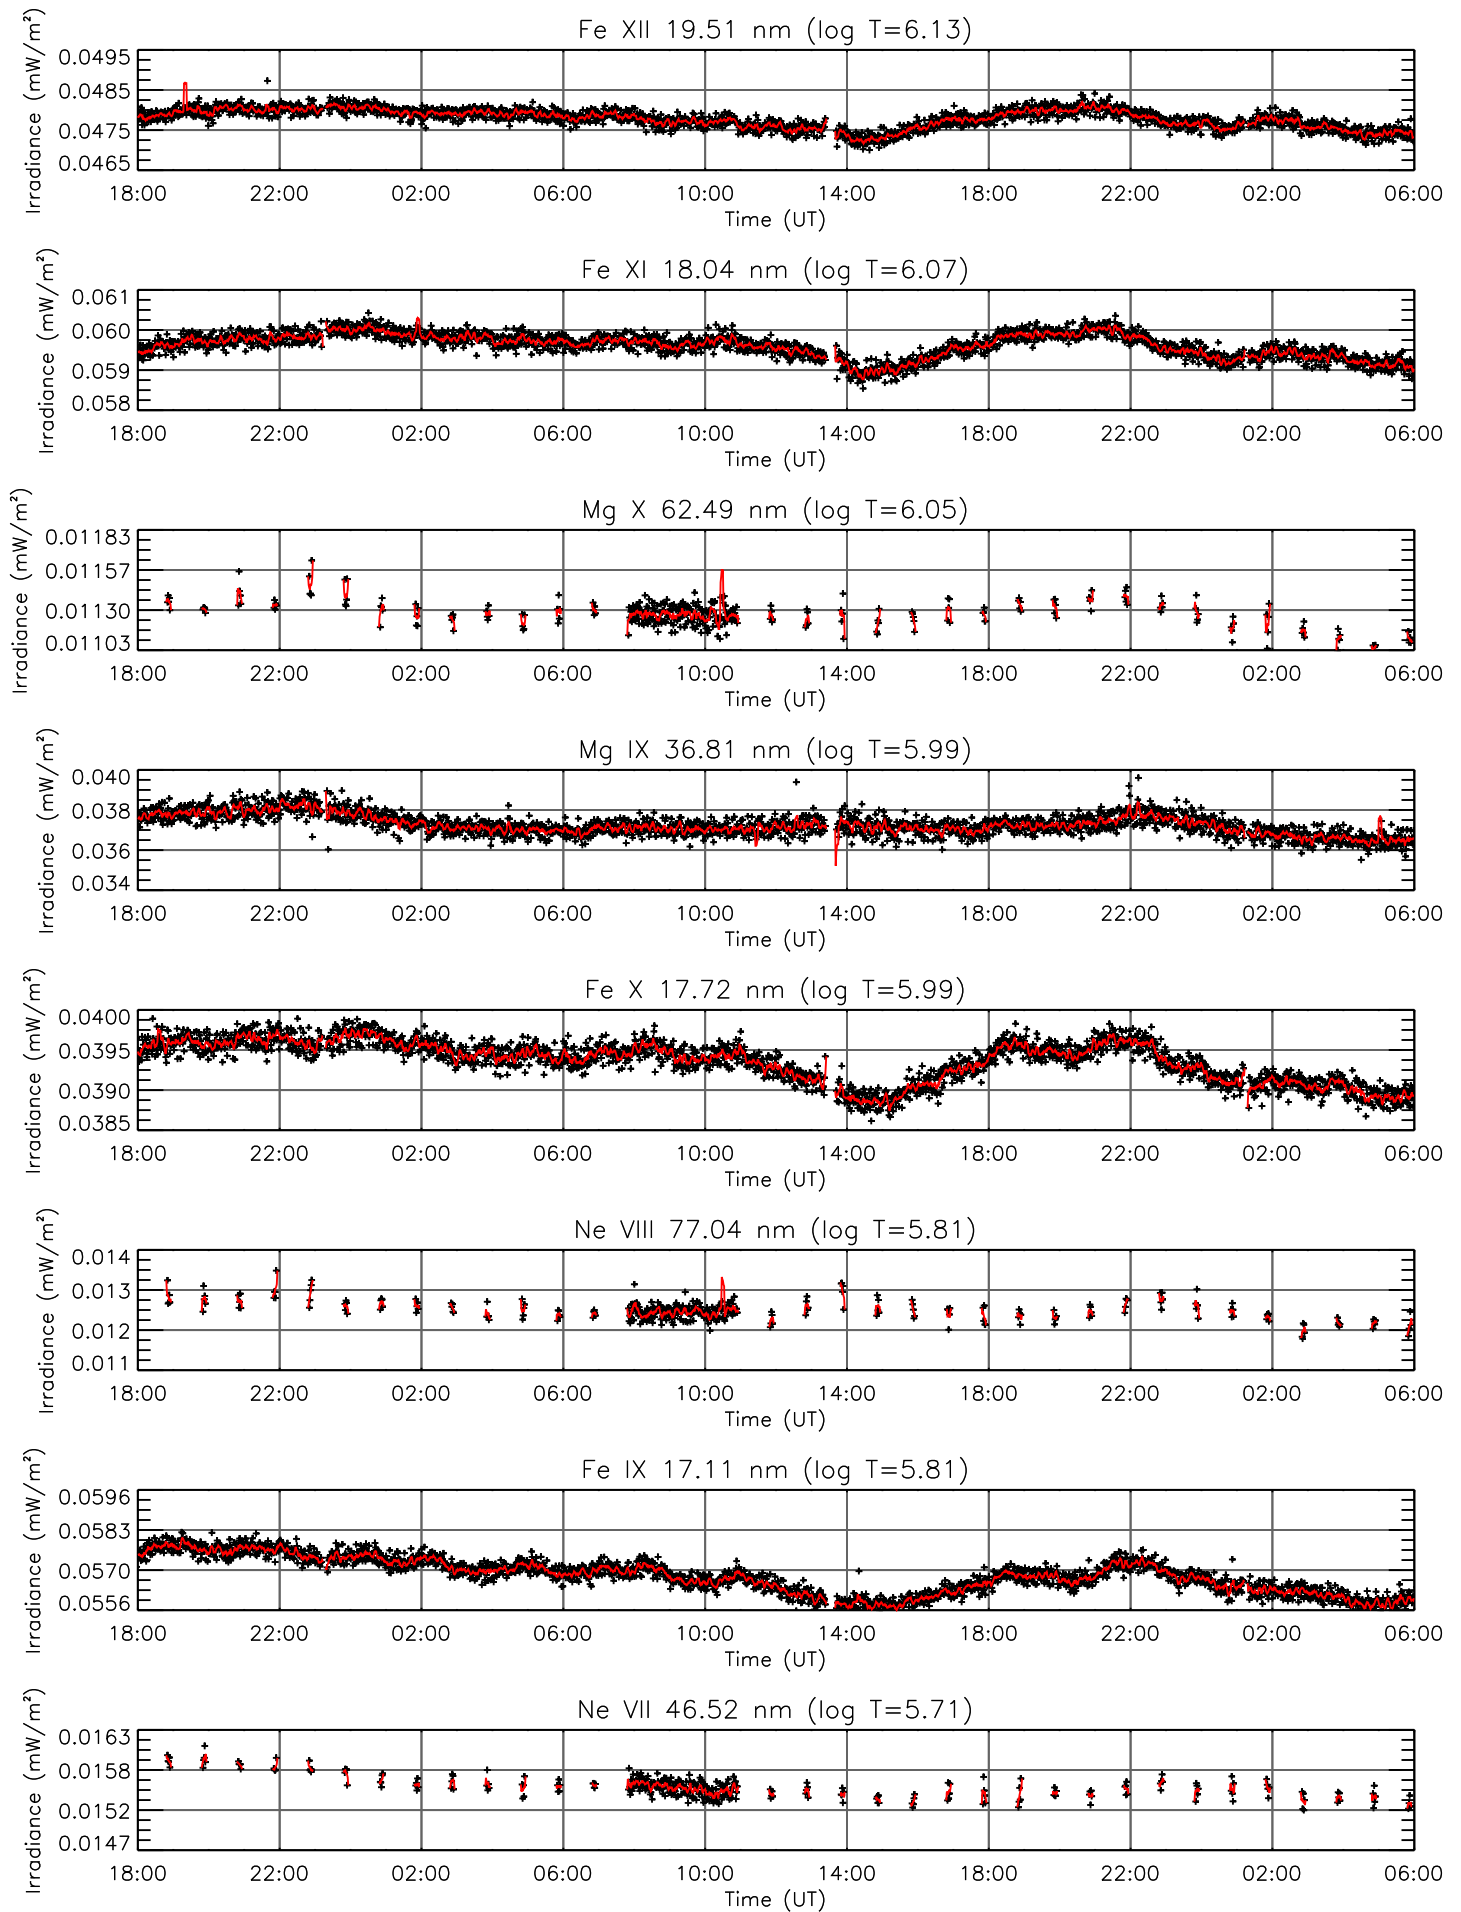 Fe XII 19.51 nm (log T=6.13)
Irradiance (mW/m²)
0.0495
0.0485
0.0475
0.0465
18:00 22:00 02:00 06:00 10:00 14:00 18:00 22:00 02:00 06:00
Time (UT)
Fe XI 18.04 nm (log T=6.07)
Irradiance (mW/m²)
0.061
0.060
0.059
0.058
18:00 22:00 02:00 06:00 10:00 14:00 18:00 22:00 02:00 06:00
Time (UT)
Mg X 62.49 nm (log T=6.05)
Irradiance (mW/m²)
0.01183
0.01157
0.01130
0.01103
18:00 22:00 02:00 06:00 10:00 14:00 18:00 22:00 02:00 06:00
Time (UT)
Mg IX 36.81 nm (log T=5.99)
Irradiance (mW/m²)
0.040
0.038
0.036
0.034
18:00 22:00 02:00 06:00 10:00 14:00 18:00 22:00 02:00 06:00
Time (UT)
Fe X 17.72 nm (log T=5.99)
Irradiance (mW/m²)
0.0400
0.0395
0.0390
0.0385
18:00 22:00 02:00 06:00 10:00 14:00 18:00 22:00 02:00 06:00
Time (UT)
Ne VIII 77.04 nm (log T=5.81)
Irradiance (mW/m²)
0.014
0.013
0.012
0.011
18:00 22:00 02:00 06:00 10:00 14:00 18:00 22:00 02:00 06:00
Time (UT)
Fe IX 17.11 nm (log T=5.81)
Irradiance (mW/m²)
0.0596
0.0583
0.0570
0.0556
18:00 22:00 02:00 06:00 10:00 14:00 18:00 22:00 02:00 06:00
Time (UT)
Ne VII 46.52 nm (log T=5.71)
Irradiance (mW/m²)
0.0163
0.0158
0.0152
0.0147
18:00 22:00 02:00 06:00 10:00 14:00 18:00 22:00 02:00 06:00
Time (UT)